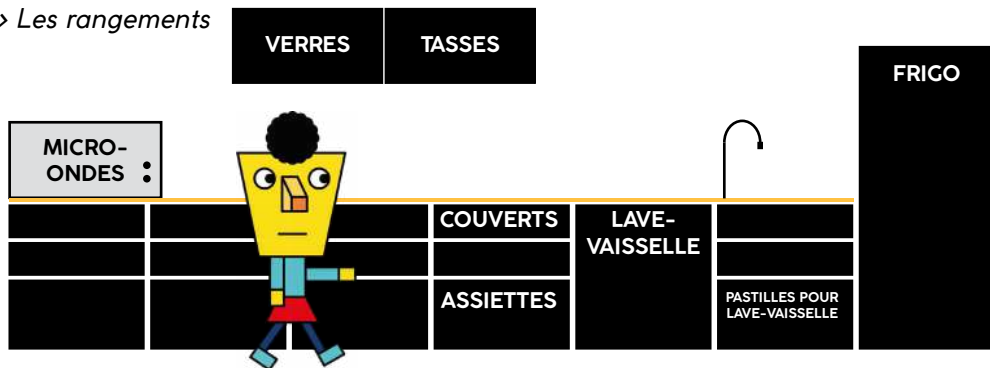 > Les rangements
VERRES
TASSES
FRIGO
MICRO-
ONDES
COUVERTS
LAVE-
VAISSELLE
ASSIETTES
PASTILLES POUR
LAVE-VAISSELLE